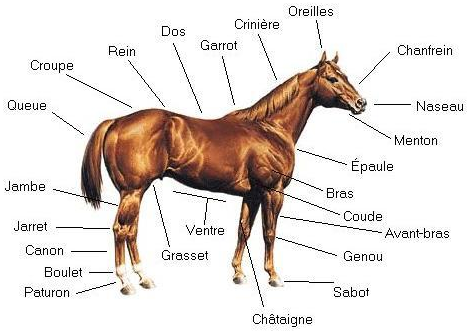 Oreilles
Crinière
Dos
Garrot
Rein
Chanfrein
Croupe
Queue
Naseau
Menton
Épaule
Jambe
Bras
Coude
Jarret
Ventre
Avant-bras
Canon
Grasset
Genou
Boulet
Paturon
Sabot
Châtaigne